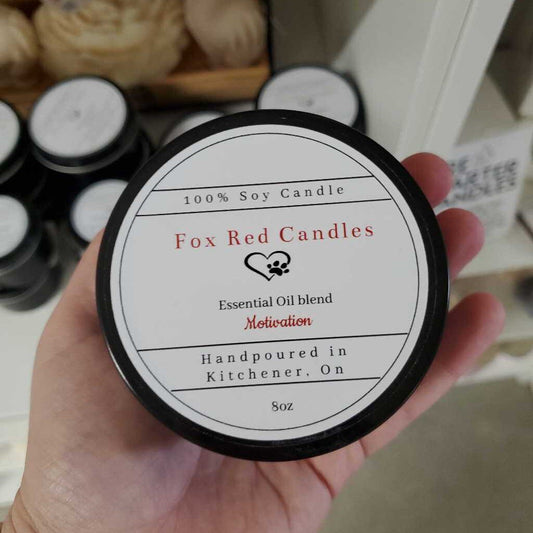 100% Soy Candle
Fox Red Candles
Essential Oil blend
Motivation
Handpoured in
Kitchener, On
8oz